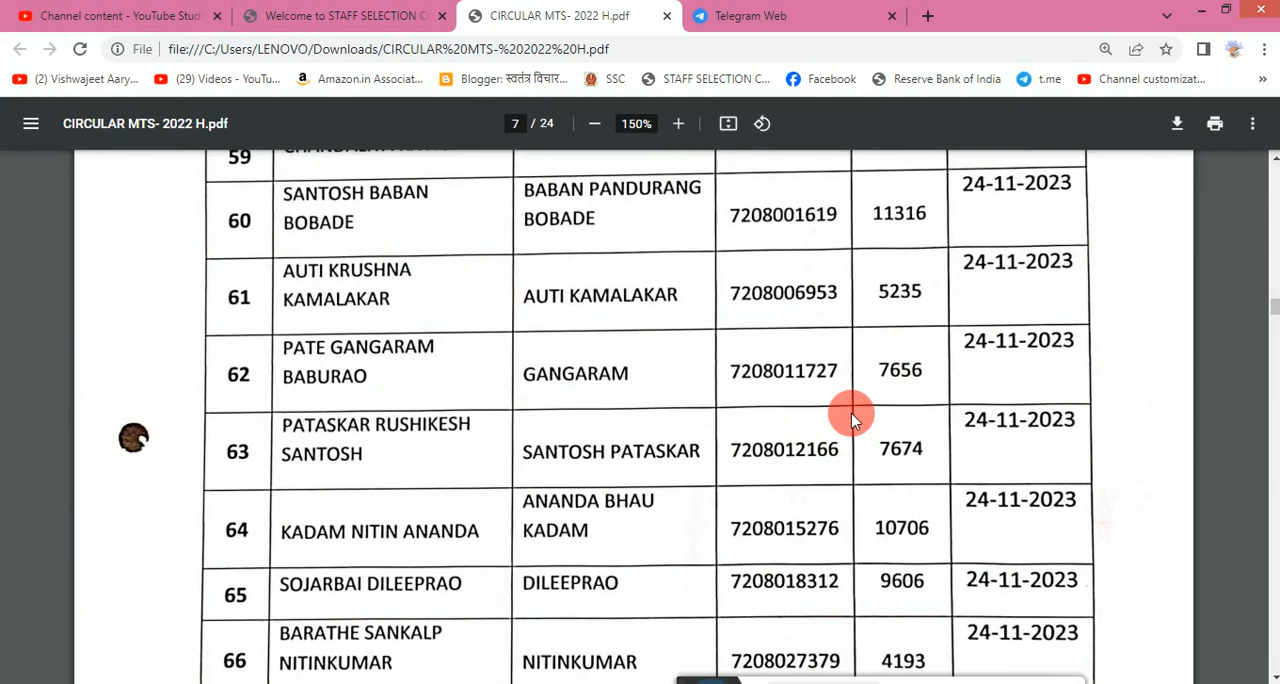 Channel content - YouTube Studi
Welcome to STAFF SELECTION C
CIRCULAR MTS- 2022 H.pdf
Telegram Web
File
file:///C:/Users/LENOVO/Downloads/CIRCULAR%20MTS-%202022%20H.pdf
(2) Vishwajeet Aary...
(29) Videos - YouTu...
Amazon.in Associat...
Blogger: स्वतंत्र विचार...
SSC
STAFF SELECTION C...
Facebook
Reserve Bank of India
t.me
Channel customizat...
»
CIRCULAR MTS- 2022 H.pdf
7 / 24
150%
59
60
SANTOSH BABAN
BOBADE
BABAN PANDURANG
BOBADE
7208001619
11316
24-11-2023
61
AUTI KRUSHNA
KAMALAKAR
AUTI KAMALAKAR
7208006953
5235
24-11-2023
62
PATE GANGARAM
BABURAO
GANGARAM
7208011727
7656
24-11-2023
63
PATASKAR RUSHIKESH
SANTOSH
SANTOSH PATASKAR
7208012166
7674
24-11-2023
64
KADAM NITIN ANANDA
ANANDA BHAU
KADAM
7208015276
10706
24-11-2023
65
SOJARBAI DILEEPRAO
DILEEPRAO
7208018312
9606
24-11-2023
66
BARATHE SANKALP
NITINKUMAR
NITINKUMAR
7208027379
4193
24-11-2023